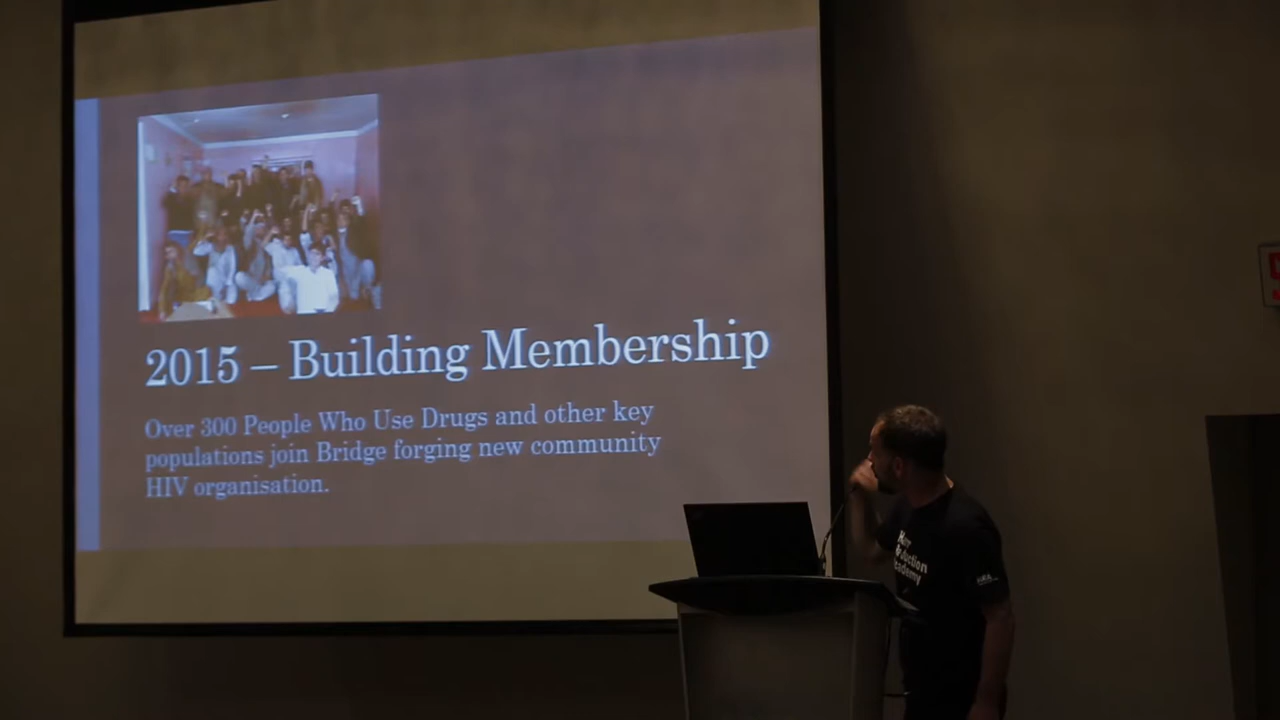 2015 – Building Membership
Over 300 People Who Use Drugs and other key
populations join Bridge forging new community
HIV organisation.